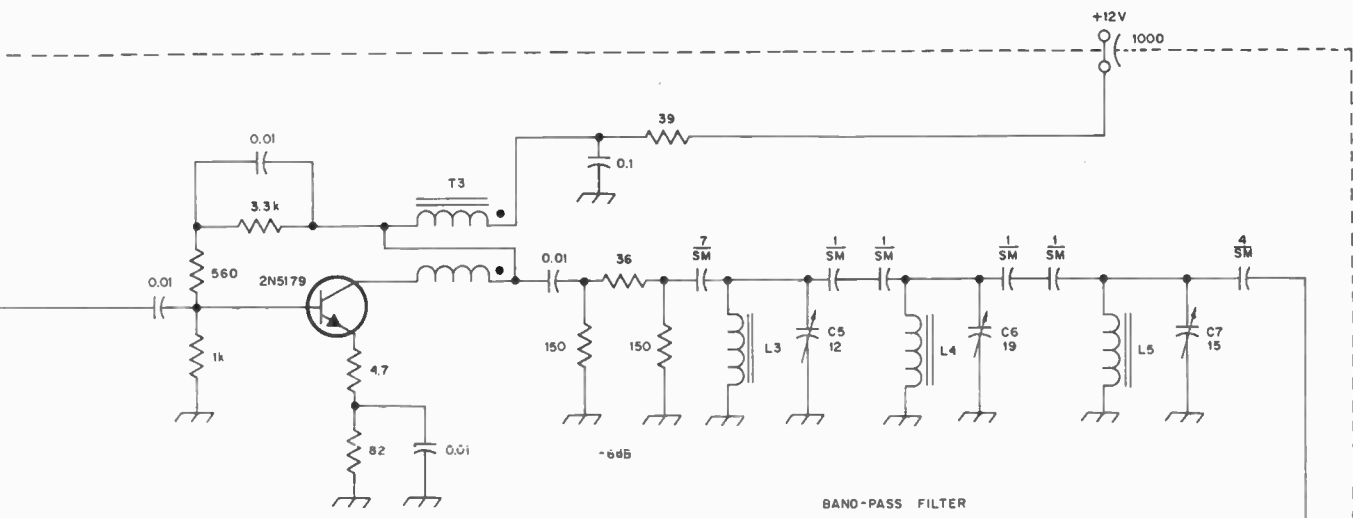 +12V
1000
39
0.01
0.1
T3
3.3k
7
SM
1
SM
1
SM
1
SM
1
SM
4
SM
0.01
36
560
2N5179
0.01
C5
12
C6
19
C7
15
150
150
L3
L4
L5
1k
4.7
82
0.01
-6dB
BAND-PASS FILTER